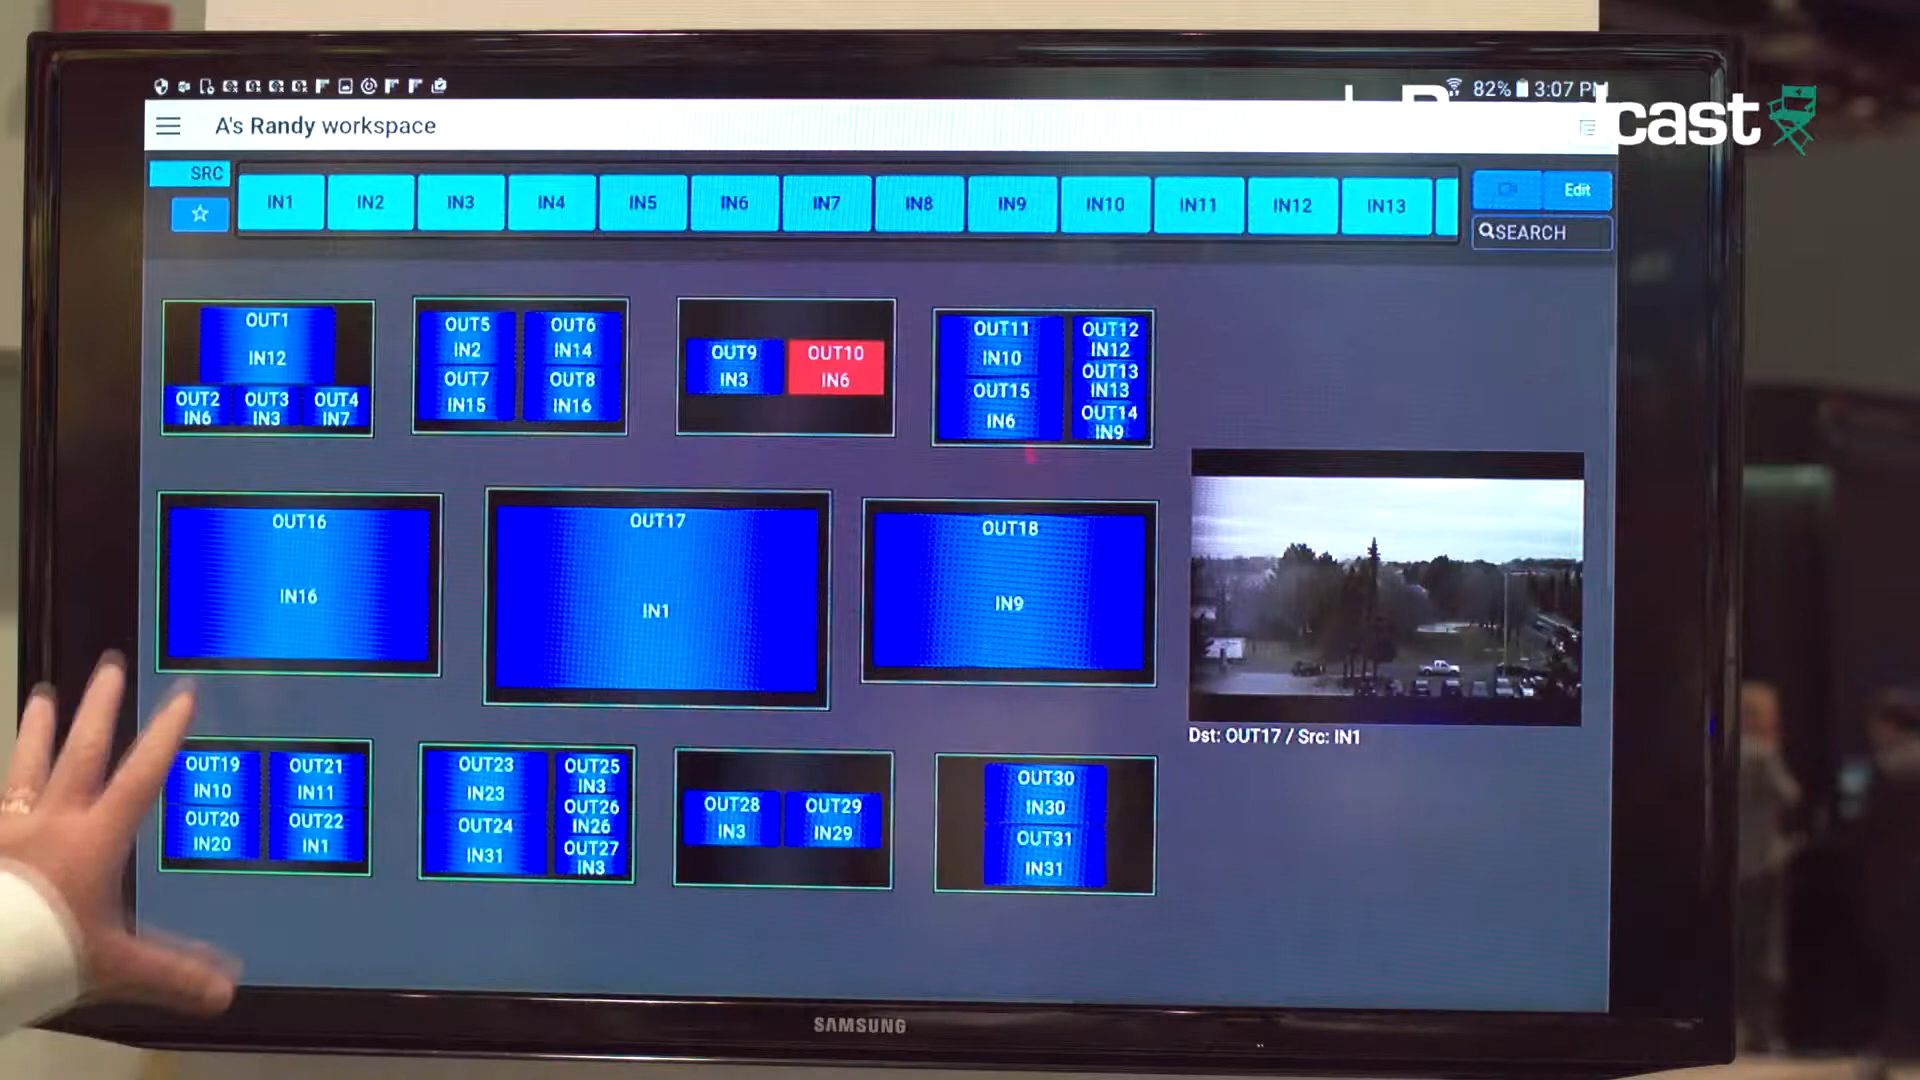 82% 3:07 PM
cast
A's Randy workspace
SRC
IN1 IN2 IN3 IN4 IN5 IN6 IN7 IN8 IN9 IN10 IN11 IN12 IN13
Edit
SEARCH
OUT1
IN12
OUT2 OUT3 OUT4
IN6 IN3 IN7
OUT5 OUT6
IN2 IN14
OUT7 OUT8
IN15 IN16
OUT9 OUT10
IN3 IN6
OUT11
IN10
OUT15
IN6
OUT12
IN12
OUT13
IN13
OUT14
IN9
OUT16
IN16
OUT17
IN1
OUT18
IN9
Dst: OUT17 / Src: IN1
OUT19 OUT21
IN10 IN11
OUT20 OUT22
IN20 IN1
OUT23
IN23
OUT24
IN31
OUT25
IN3
OUT26
IN26
OUT27
IN3
OUT28 OUT29
IN3 IN29
OUT30
IN30
OUT31
IN31
SAMSUNG